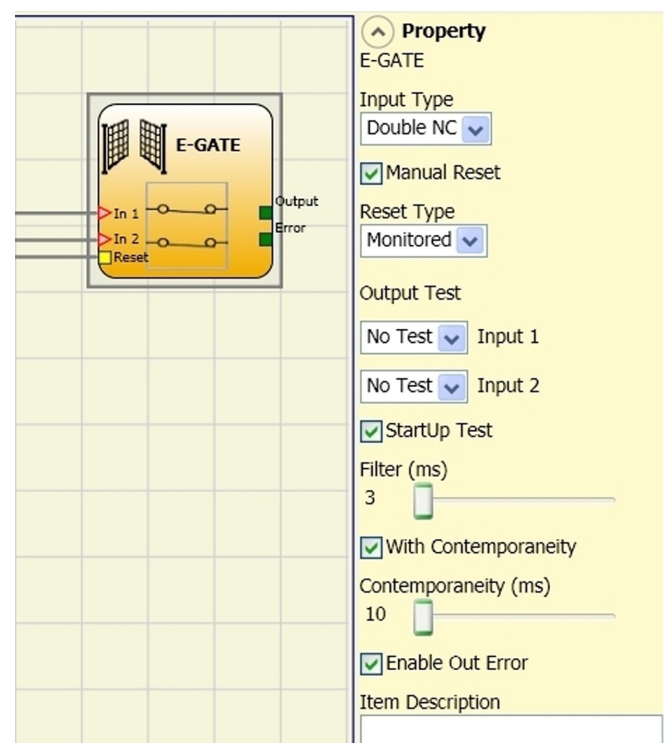 E-GATE
In 1
In 2
Reset
Output
Error
Property
E-GATE
Input Type
Double NC
Manual Reset
Reset Type
Monitored
Output Test
No Test Input 1
No Test Input 2
StartUp Test
Filter (ms)
3
With Contemporaneity
Contemporaneity (ms)
10
Enable Out Error
Item Description